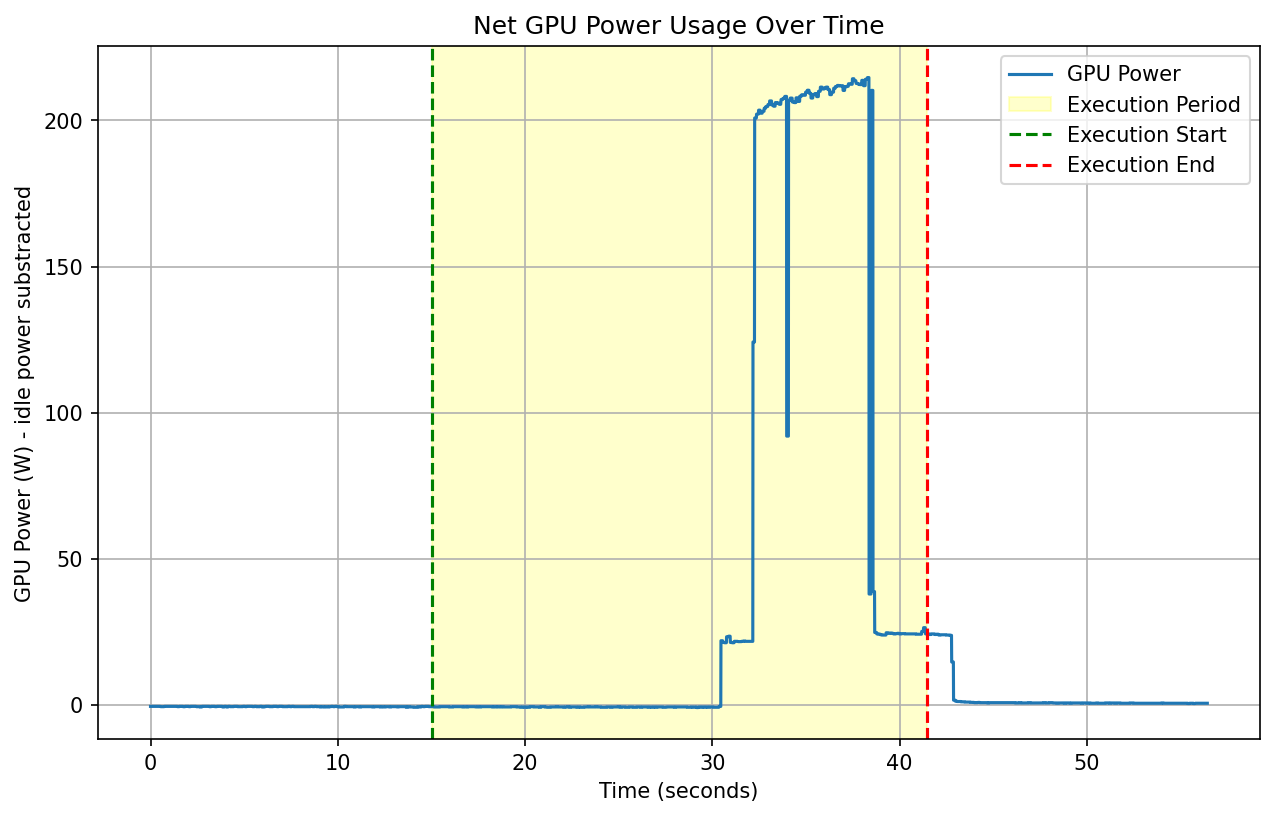 Net GPU Power Usage Over Time
GPU Power
Execution Period
Execution Start
Execution End
GPU Power (W) - idle power substracted
200
150
100
50
0
0 10 20 30 40 50
Time (seconds)